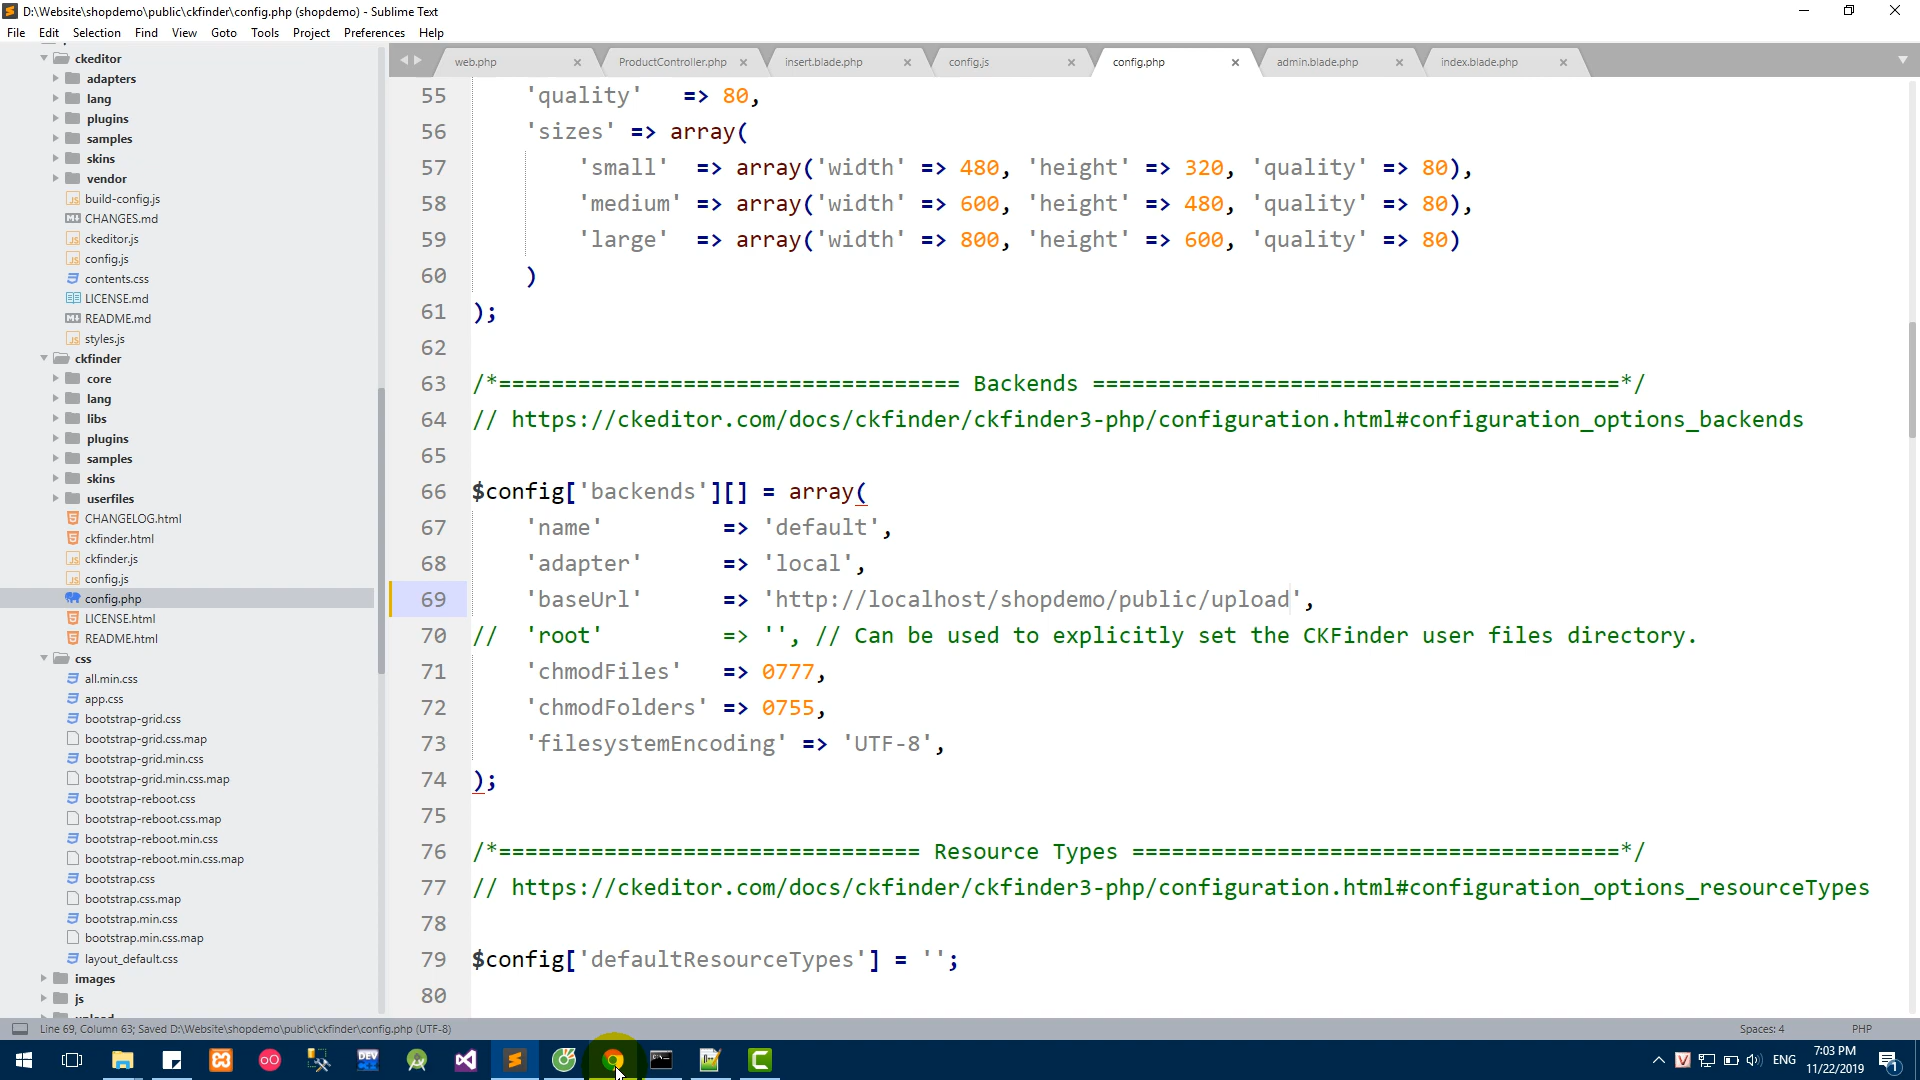 D:\Website\shopdemo\public\ckfinder\config.php (shopdemo) - Sublime Text
File Edit Selection Find View Goto Tools Project Preferences Help
web.php ProductController.php insert.blade.php config.js config.php admin.blade.php index.blade.php
ckeditor
adapters
lang
plugins
samples
skins
vendor
build-config.js
CHANGES.md
ckeditor.js
config.js
contents.css
LICENSE.md
README.md
styles.js
ckfinder
core
lang
libs
plugins
samples
skins
userfiles
CHANGELOG.html
ckfinder.html
ckfinder.js
config.js
config.php
LICENSE.html
README.html
css
all.min.css
app.css
bootstrap-grid.css
bootstrap-grid.css.map
bootstrap-grid.min.css
bootstrap-grid.min.css.map
bootstrap-reboot.css
bootstrap-reboot.css.map
bootstrap-reboot.min.css
bootstrap-reboot.min.css.map
bootstrap.css
bootstrap.css.map
bootstrap.min.css
bootstrap.min.css.map
layout_default.css
images
js
55 'quality' => 80,
56 'sizes' => array(
57 'small' => array('width' => 480, 'height' => 320, 'quality' => 80),
58 'medium' => array('width' => 600, 'height' => 480, 'quality' => 80),
59 'large' => array('width' => 800, 'height' => 600, 'quality' => 80)
60 )
61 );
62
63 /*=================================== Backends ========================================*/
64 // https://ckeditor.com/docs/ckfinder/ckfinder3-php/configuration.html#configuration_options_backends
65
66 $config['backends'][] = array(
67 'name' => 'default',
68 'adapter' => 'local',
69 'baseUrl' => 'http://localhost/shopdemo/public/upload',
70 // 'root' => '', // Can be used to explicitly set the CKFinder user files directory.
71 'chmodFiles' => 0777,
72 'chmodFolders' => 0755,
73 'filesystemEncoding' => 'UTF-8',
74 );
75
76 /*================================ Resource Types =====================================*/
77 // https://ckeditor.com/docs/ckfinder/ckfinder3-php/configuration.html#configuration_options_resourceTypes
78
79 $config['defaultResourceTypes'] = '';
80
Line 69, Column 63; Saved D:\Website\shopdemo\public\ckfinder\config.php (UTF-8) Spaces: 4 PHP
DEV
ENG
7:03 PM
11/22/2019
1